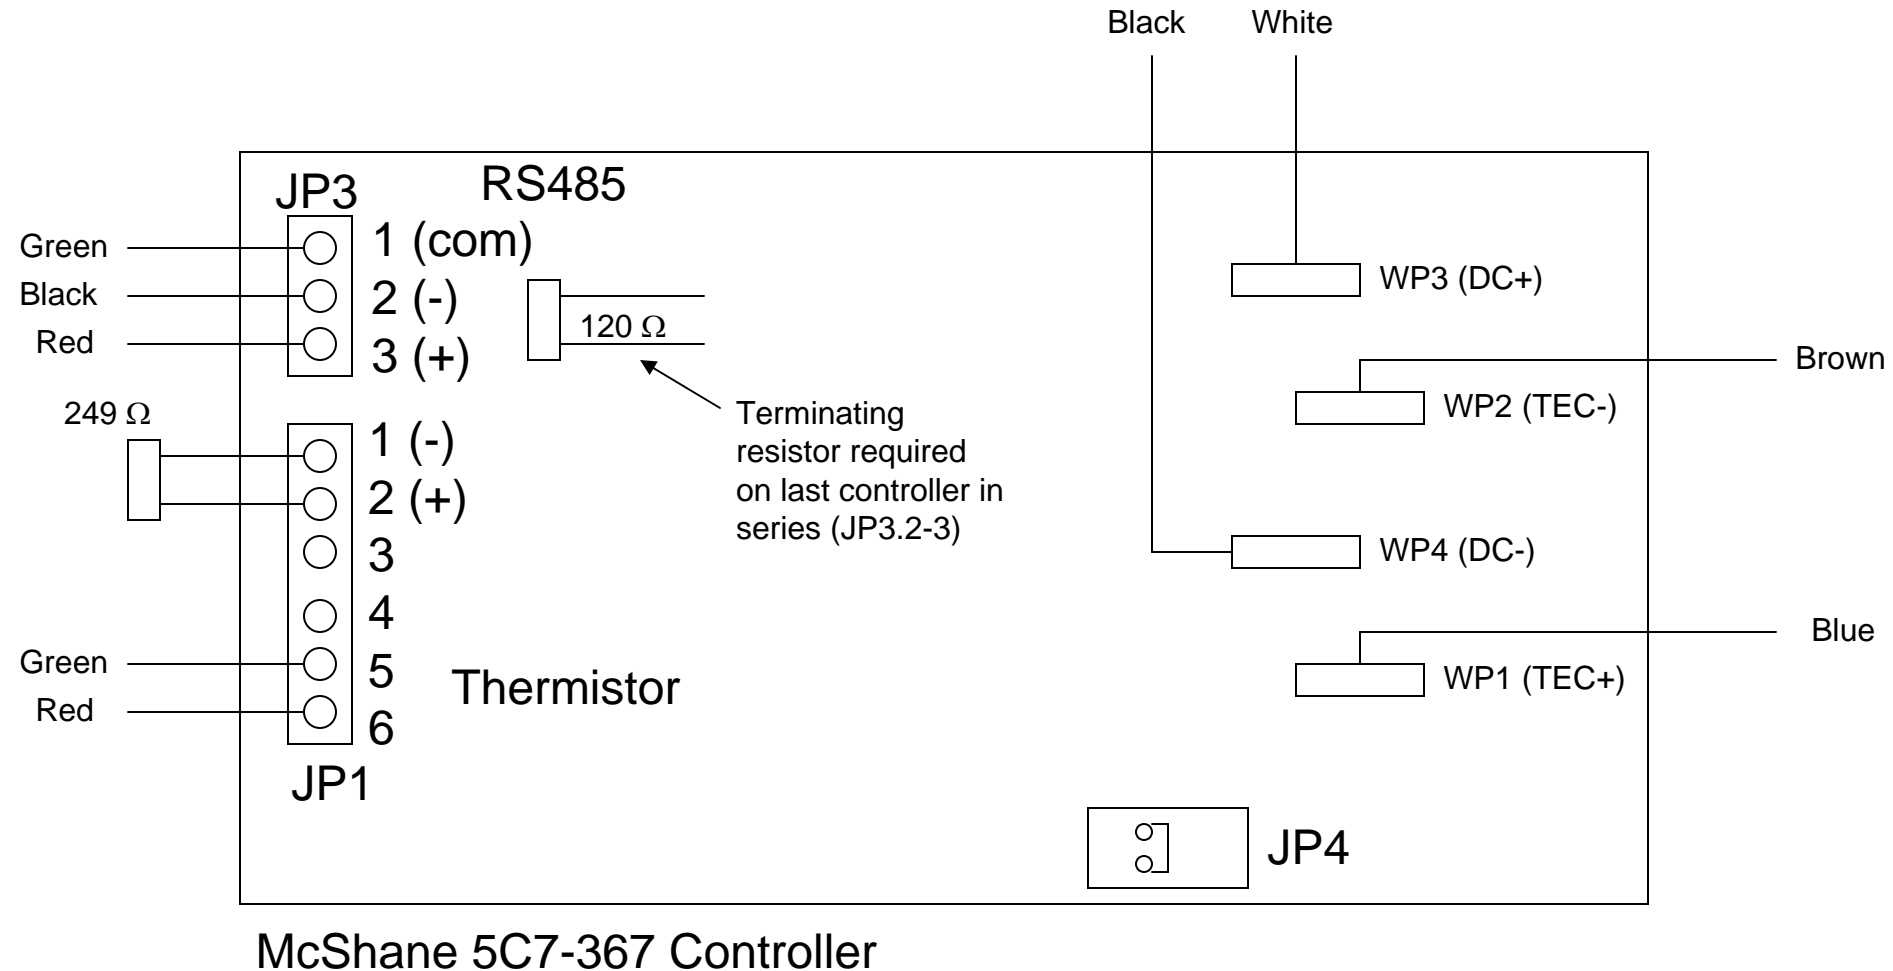 Black White
JP3 RS485
Green 1 (com)
Black 2 (-)
Red 3 (+)
120 Ω
WP3 (DC+)
Brown
249 Ω
WP2 (TEC-)
Terminating
resistor required
on last controller in
series (JP3.2-3)
1 (-)
2 (+)
3
4
Green 5
Red 6
Thermistor
JP1
WP4 (DC-)
Blue
WP1 (TEC+)
JP4
McShane 5C7-367 Controller